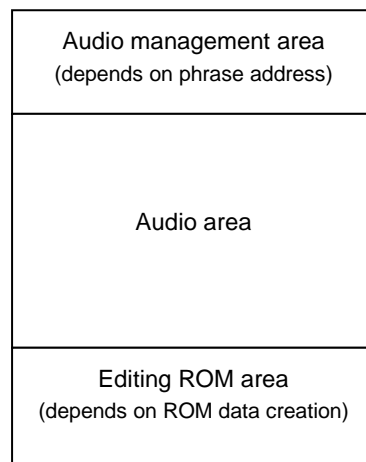 Audio management area
(depends on phrase address)
Audio area
Editing ROM area
(depends on ROM data creation)